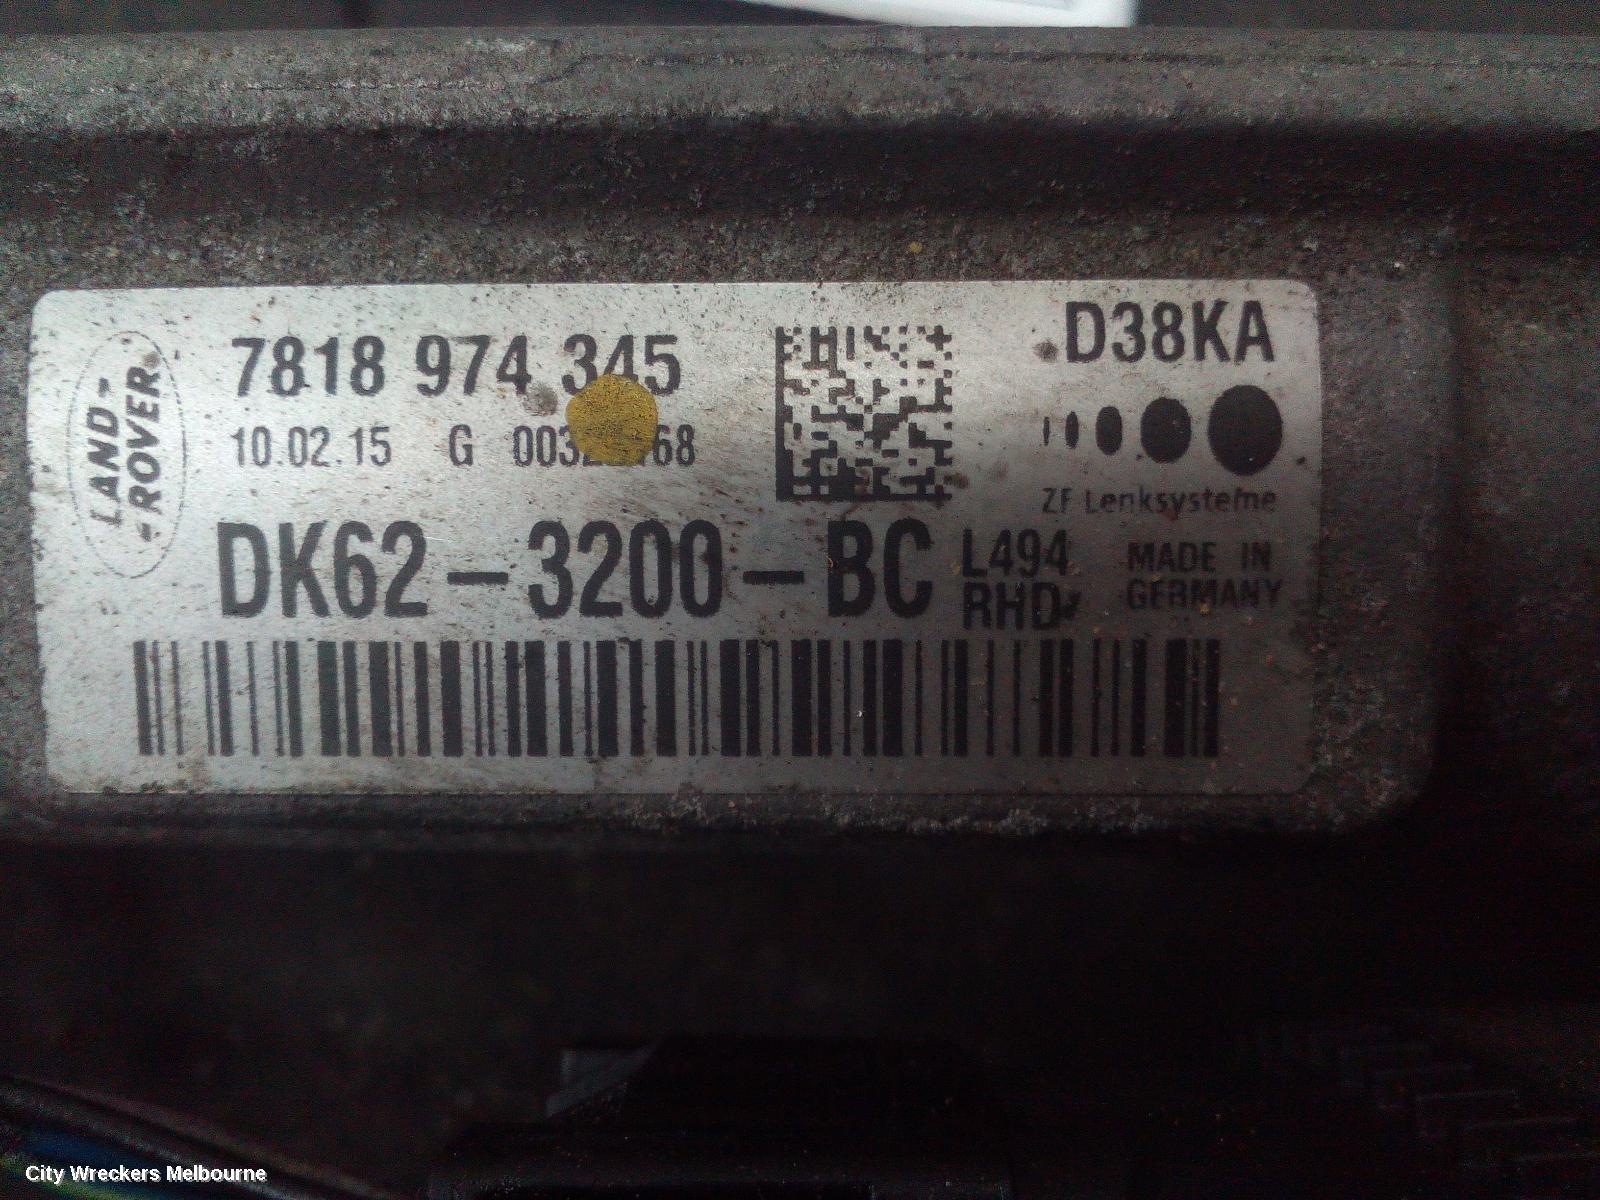 LAND-
-ROVER
7818 974 345
10.02.15 G
D38KA
ZF Lenksysteme
DK62-3200-BC
L494
RHD
MADE IN
GERMANY
City Wreckers Melbourne